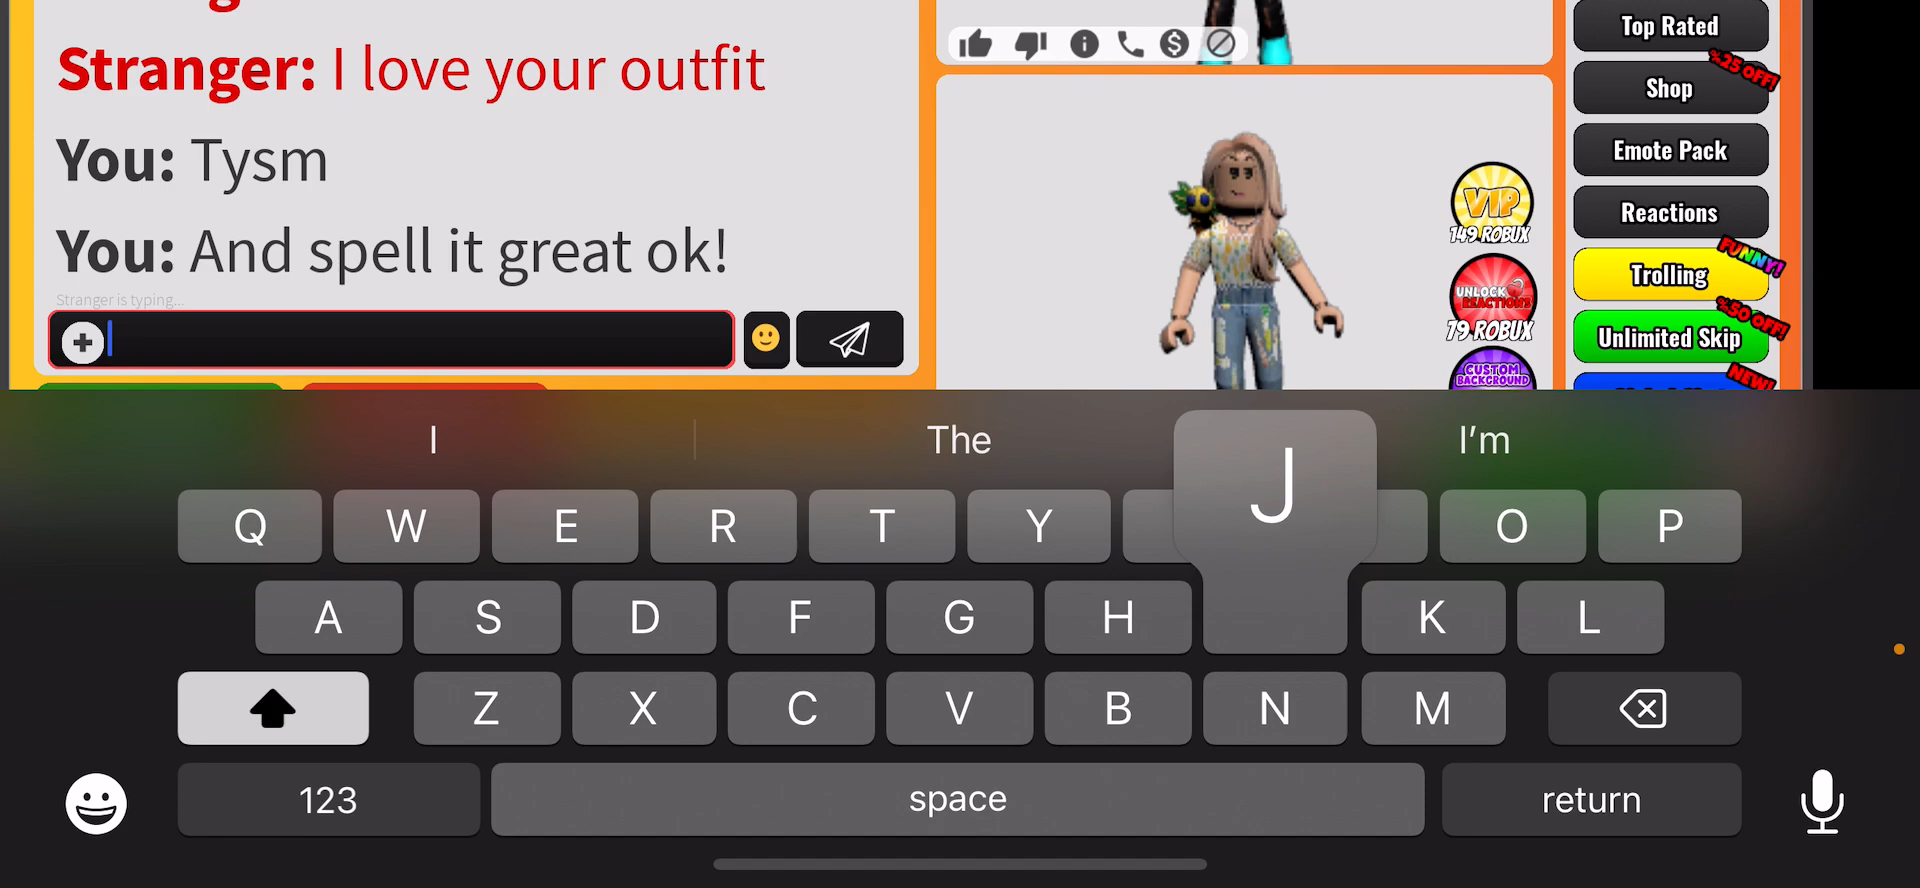 Stranger: I love your outfit
You: Tysm
You: And spell it great ok!
Stranger is typing...
VIP
149 ROBUX
UNLOCK
REACTIONS
79 ROBUX
CUSTOM
BACKGROUND
Top Rated
%25 OFF!
Shop
Emote Pack
Reactions
FUNNY!
Trolling
%50 OFF!
Unlimited Skip
NEW!
I The I'm
J
Q W E R T Y O P
A S D F G H K L
Z X C V B N M
123 space return